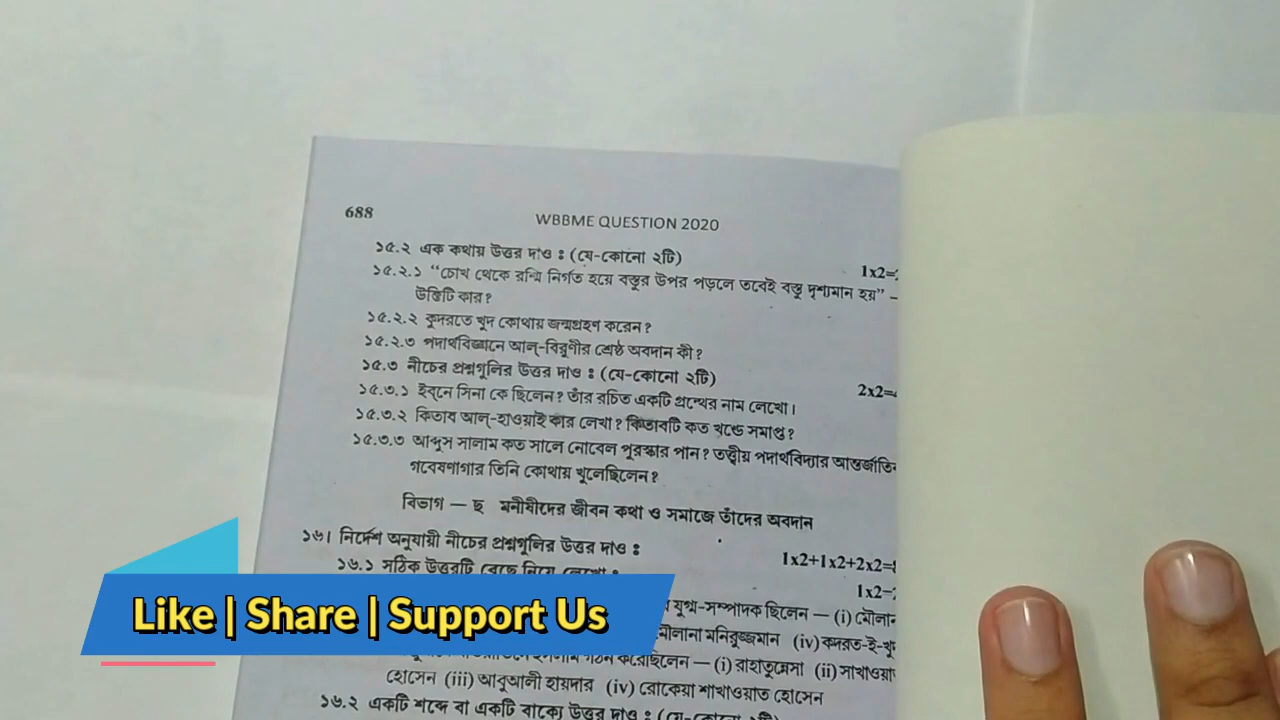 688
WBBME QUESTION 2020
১৫.২ এক কথায় উত্তর দাও ঃ (যে-কোনো ২টি)
1x2=
১৫.২.১ “চোখ থেকে রশ্মি নির্গত হয়ে বস্তুর উপর পড়লে তবেই বস্তু দৃশ্যমান হয়” –
উক্তিটি কার?
১৫.২.২ কুদরতে খুদ কোথায় জন্মগ্রহণ করেন?
১৫.২.৩ পদার্থবিজ্ঞানে আল্-বিরুণীর শ্রেষ্ঠ অবদান কী?
১৫.৩ নীচের প্রশ্নগুলির উত্তর দাও ঃ (যে-কোনো ২টি)
2x2=
১৫.৩.১ ইব্‌নে সিনা কে ছিলেন? তাঁর রচিত একটি গ্রন্থের নাম লেখো।
১৫.৩.২ কিতাব আল্-হাওয়াই কার লেখা? কিতাবটি কত খন্ডে সমাপ্ত?
১৫.৩.৩ আব্দুস সালাম কত সালে নোবেল পুরস্কার পান? তত্ত্বীয় পদার্থবিদ্যার আন্তর্জাতি
গবেষণাগার তিনি কোথায় খুলেছিলেন?
বিভাগ — ছ মনীষীদের জীবন কথা ও সমাজে তাঁদের অবদান
১৬। নির্দেশ অনুযায়ী নীচের প্রশ্নগুলির উত্তর দাও ঃ
1x2+1x2+2x2=
১৬.১ সঠিক উত্তরটি বেছে নিয়ে লেখো ঃ
1x2=
যুগ্ম-সম্পাদক ছিলেন — (i) মৌলান
মৌলানা মনিরুজ্জমান (iv) কুদরত-ই-খু
গঠন করেছিলেন — (i) রাহাতুন্নেসা (ii) সাখাওয়া
হোসেন (iii) আবুআলী হায়দার (iv) রোকেয়া শাখাওয়াত হোসেন
১৬.২ একটি শব্দে বা একটি বাক্যে উত্তর দাও ঃ (যে-কোনো ২টি)
Like | Share | Support Us